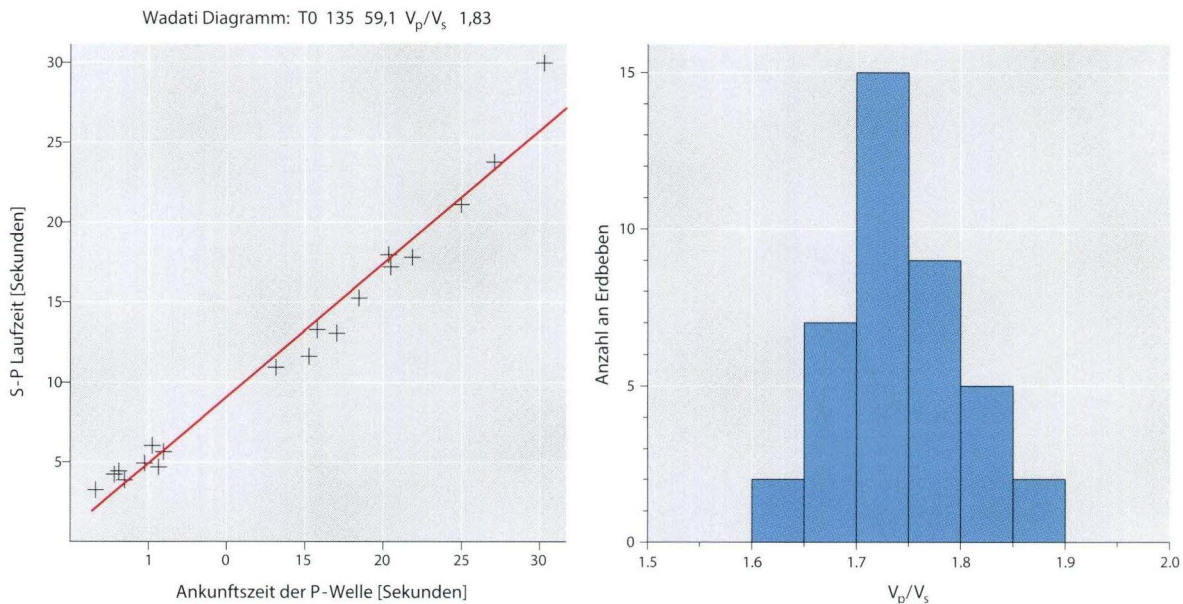 Wadati Diagramm: T0 135 59,1 Vp/Vs 1,83
S-P Laufzeit [Sekunden]
30
25
20
15
10
5
1 0 15 20 25 30
Ankunftszeit der P-Welle [Sekunden]
Anzahl an Erdbeben
15
10
5
0
1.5 1.6 1.7 1.8 1.9 2.0
Vp/Vs